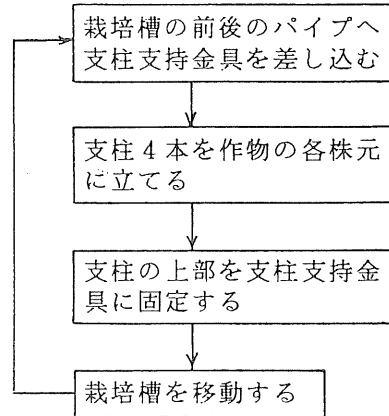 栽培槽の前後のパイプへ
支柱支持金具を差し込む
支柱4本を作物の各株元
に立てる
支柱の上部を支柱支持金
具に固定する
栽培槽を移動する